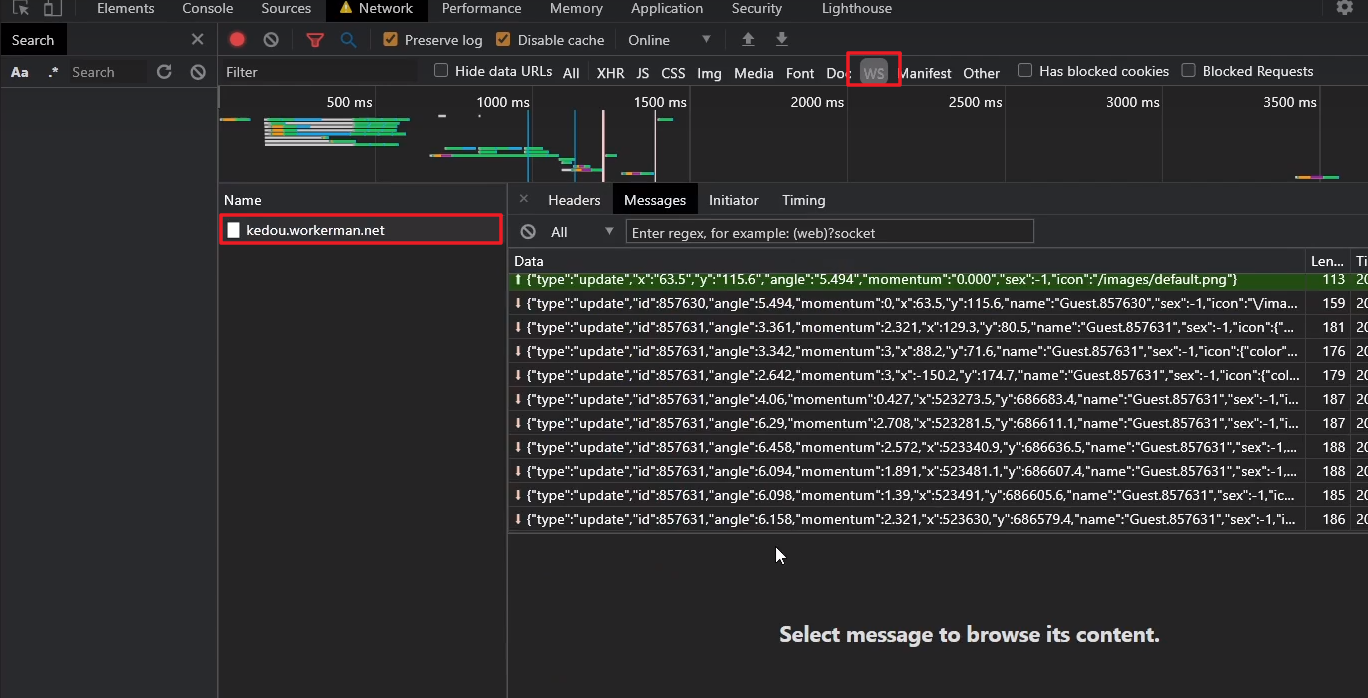 Elements Console Sources Network Performance Memory Application Security Lighthouse
Search Preserve log Disable cache Online
Aa .* Search Filter Hide data URLs All XHR JS CSS Img Media Font Doc WS Manifest Other Has blocked cookies Blocked Requests
500 ms 1000 ms 1500 ms 2000 ms 2500 ms 3000 ms 3500 ms
Name Headers Messages Initiator Timing
kedou.workerman.net All Enter regex, for example: (web)?socket
Data Len...
{"type":"update","x":"63.5","y":"115.6","angle":"5.494","momentum":"0.000","sex":-1,"icon":"/images/default.png"} 113
{"type":"update","id":857630,"angle":5.494,"momentum":0,"x":63.5,"y":115.6,"name":"Guest.857630","sex":-1,"icon":"\/ima... 159
{"type":"update","id":857631,"angle":3.361,"momentum":2.321,"x":129.3,"y":80.5,"name":"Guest.857631","sex":-1,"icon":{"... 181
{"type":"update","id":857631,"angle":3.342,"momentum":3,"x":88.2,"y":71.6,"name":"Guest.857631","sex":-1,"icon":{"color"... 176
{"type":"update","id":857631,"angle":2.642,"momentum":3,"x":-150.2,"y":174.7,"name":"Guest.857631","sex":-1,"icon":{"col... 179
{"type":"update","id":857631,"angle":4.06,"momentum":0.427,"x":523273.5,"y":686683.4,"name":"Guest.857631","sex":-1,"i... 187
{"type":"update","id":857631,"angle":6.29,"momentum":2.708,"x":523281.5,"y":686611.1,"name":"Guest.857631","sex":-1,"i... 187
{"type":"update","id":857631,"angle":6.458,"momentum":2.572,"x":523340.9,"y":686636.5,"name":"Guest.857631","sex":-1,... 188
{"type":"update","id":857631,"angle":6.094,"momentum":1.891,"x":523481.1,"y":686607.4,"name":"Guest.857631","sex":-1,... 188
{"type":"update","id":857631,"angle":6.098,"momentum":1.39,"x":523491,"y":686605.6,"name":"Guest.857631","sex":-1,"ic... 185
{"type":"update","id":857631,"angle":6.158,"momentum":2.321,"x":523630,"y":686579.4,"name":"Guest.857631","sex":-1,"i... 186
Select message to browse its content.